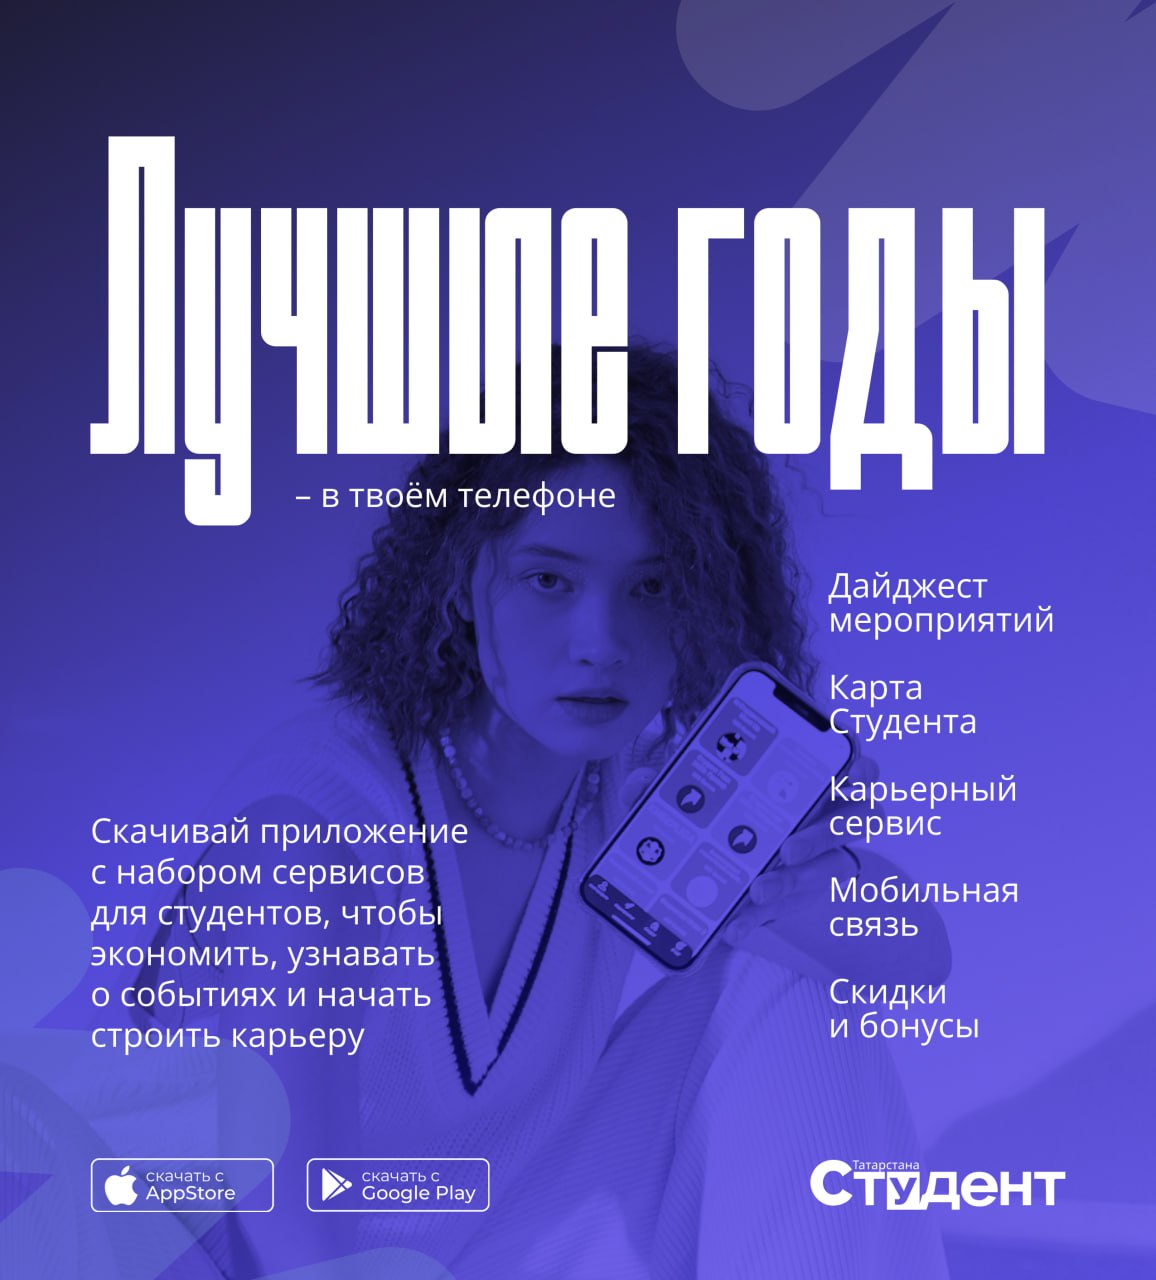 Лучшие годы
– в твоём телефоне
Дайджест
мероприятий
Карта
Студента
Карьерный
сервис
Мобильная
связь
Скидки
и бонусы
Скачивай приложение
с набором сервисов
для студентов, чтобы
экономить, узнавать
о событиях и начать
строить карьеру
скачать с
AppStore
скачать с
Google Play
Татарстана
Студент